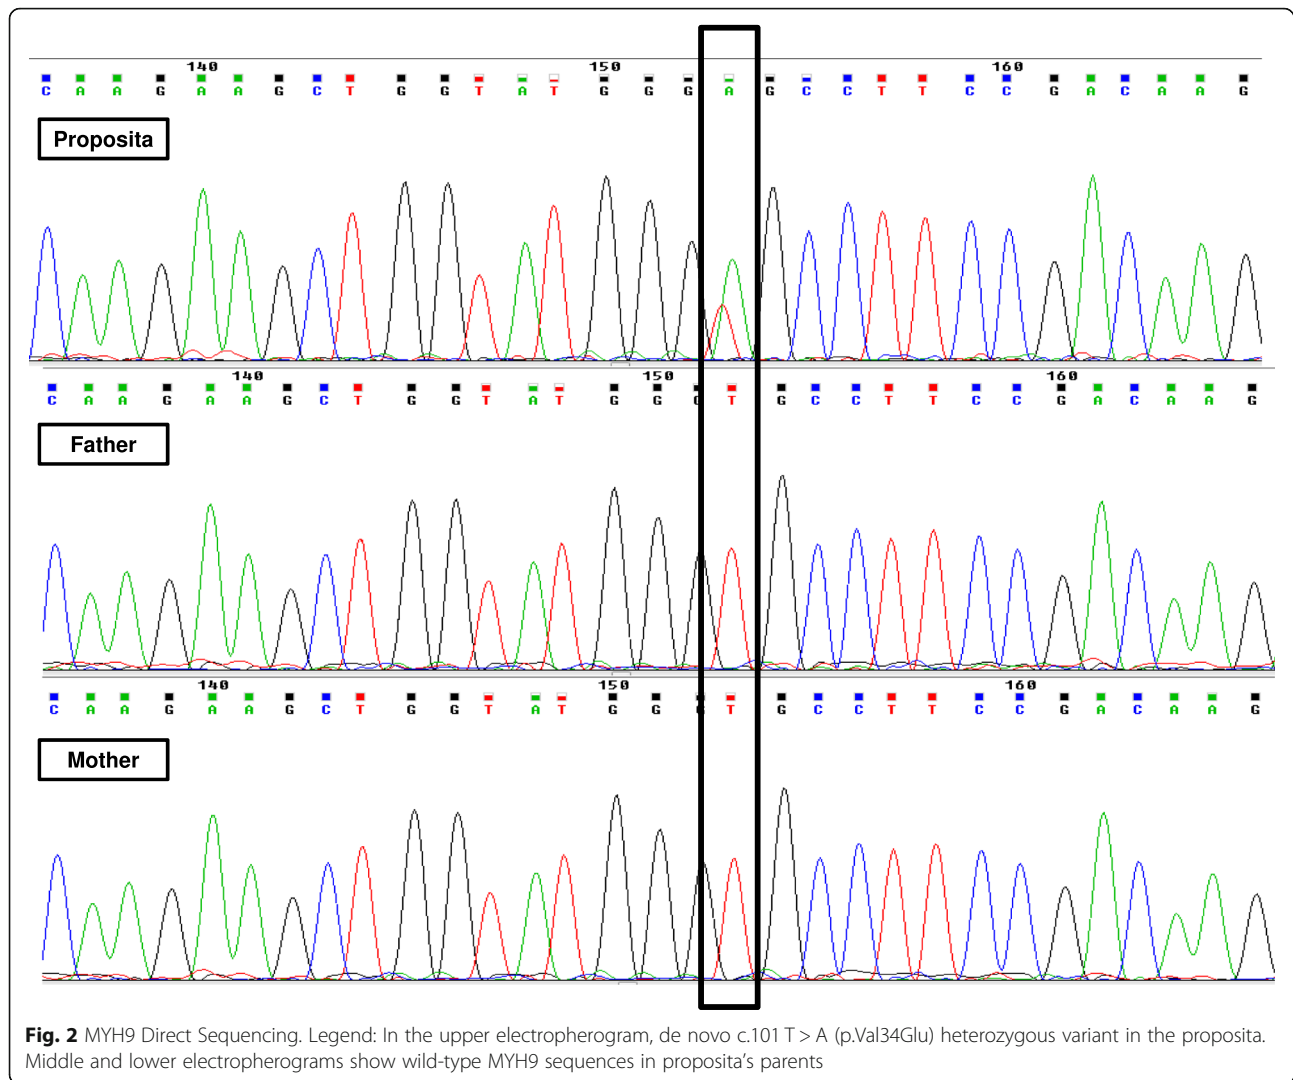 140 150 160
C A A G A A G C T G G T A T G G G A G C C T T C C G A C A A G
Proposita
140 150 160
C A A G A A G C T G G T A T G G G T G C C T T C C G A C A A G
Father
140 150 160
C A A G A A G C T G G T A T G G G T G C C T T C C G A C A A G
Mother
Fig. 2 MYH9 Direct Sequencing. Legend: In the upper electropherogram, de novo c.101 T > A (p.Val34Glu) heterozygous variant in the proposita.
Middle and lower electropherograms show wild-type MYH9 sequences in proposita's parents